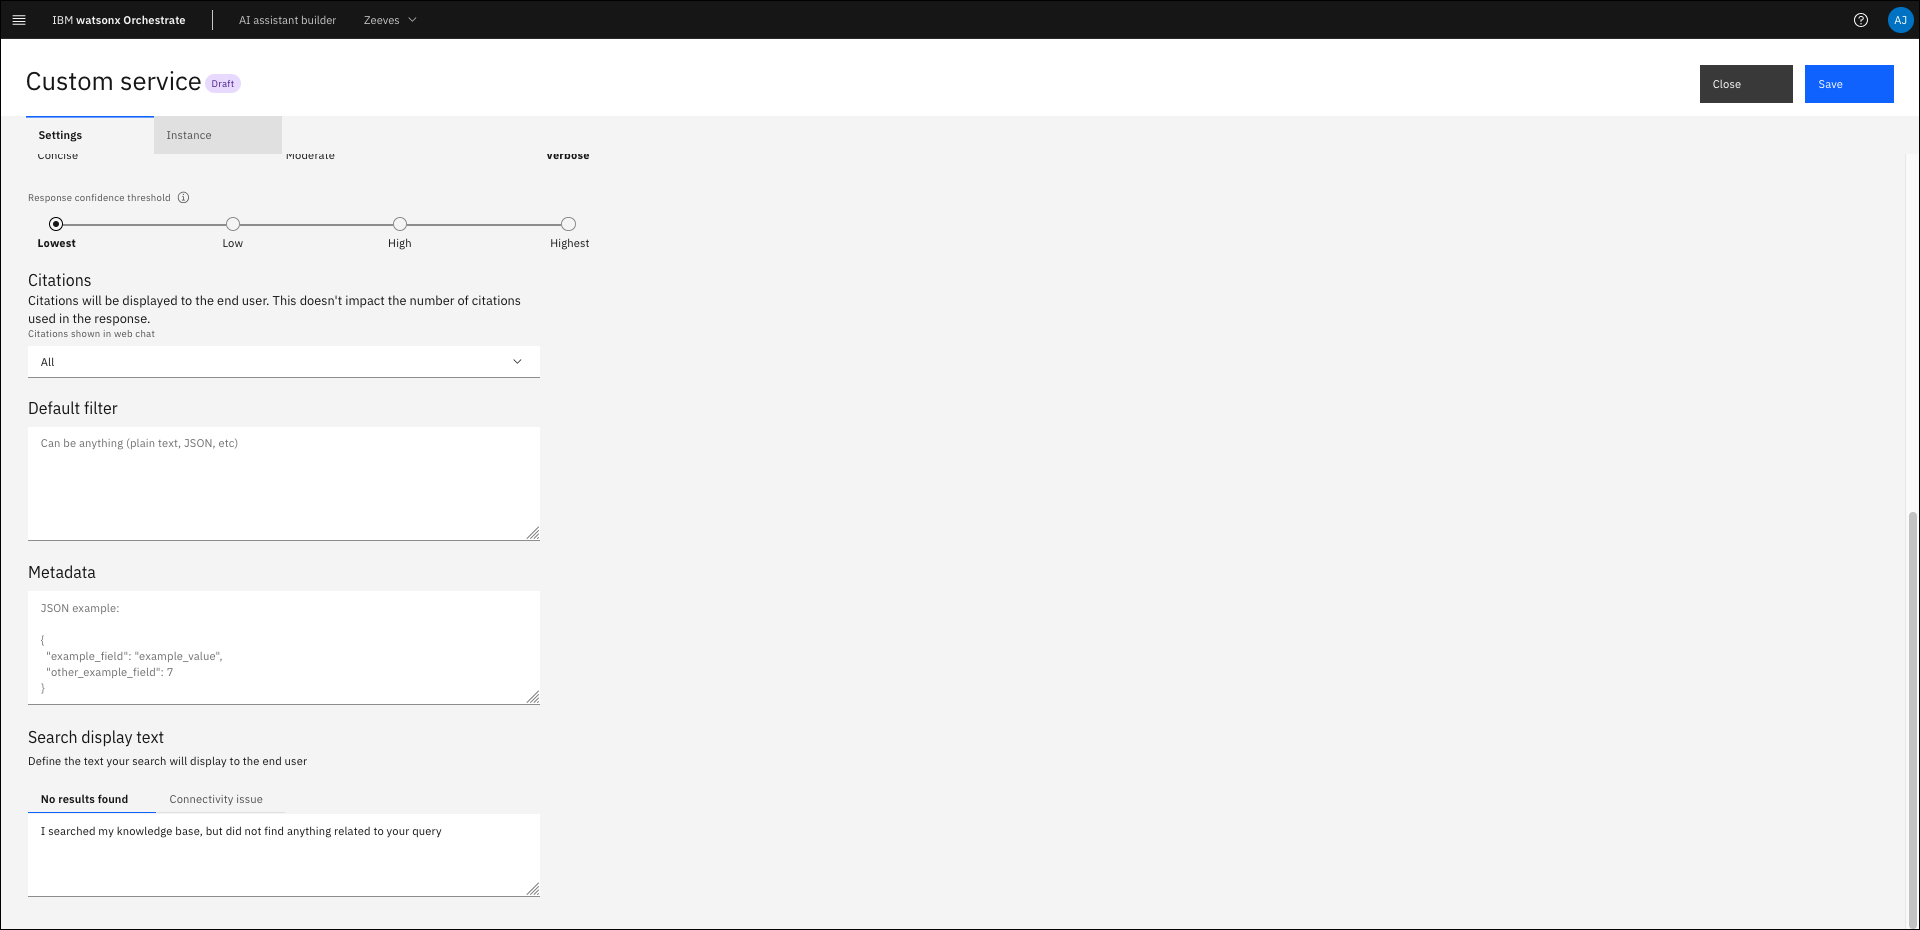 IBM watsonx Orchestrate
AI assistant builder
Zeeves
AJ
Custom service
Draft
Close
Save
Settings
Instance
Concise
Moderate
Verbose
Response confidence threshold
Lowest
Low
High
Highest
Citations
Citations will be displayed to the end user. This doesn't impact the number of citations
used in the response.
Citations shown in web chat
All
Default filter
Can be anything (plain text, JSON, etc)
Metadata
JSON example:
{
"example_field": "example_value",
"other_example_field": 7
}
Search display text
Define the text your search will display to the end user
No results found
Connectivity issue
I searched my knowledge base, but did not find anything related to your query